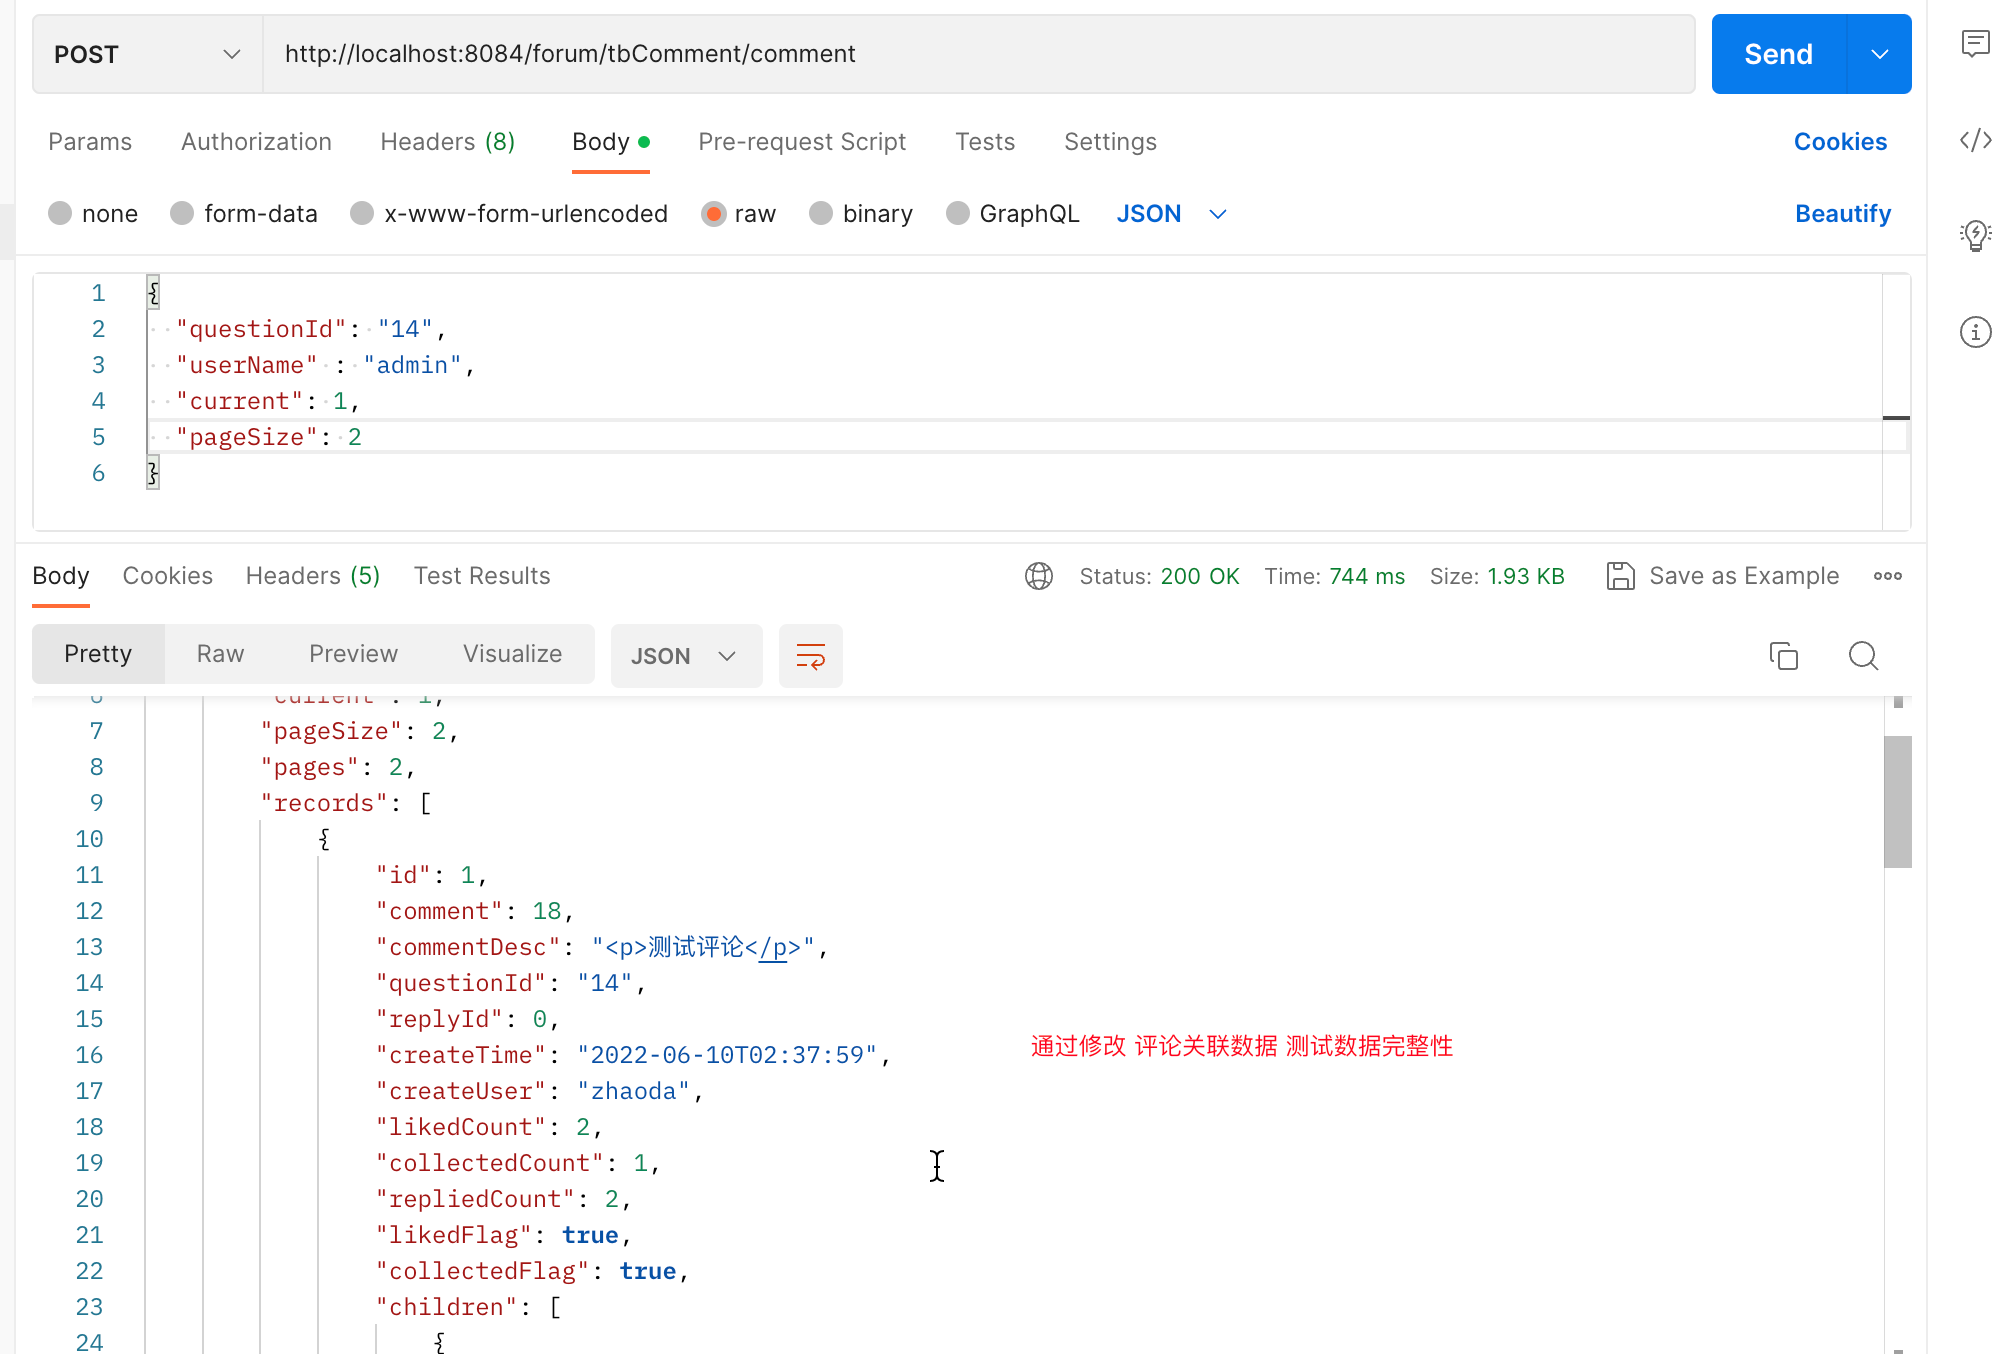 POST http://localhost:8084/forum/tbComment/comment Send
Params Authorization Headers (8) Body Pre-request Script Tests Settings Cookies
none form-data x-www-form-urlencoded raw binary GraphQL JSON Beautify
1 {
2 "questionId": "14",
3 "userName" : "admin",
4 "current": 1,
5 "pageSize": 2
6 }
Body Cookies Headers (5) Test Results Status: 200 OK Time: 744 ms Size: 1.93 KB Save as Example
Pretty Raw Preview Visualize JSON
6 "current": 1,
7 "pageSize": 2,
8 "pages": 2,
9 "records": [
10 {
11 "id": 1,
12 "comment": 18,
13 "commentDesc": "<p>测试评论</p>",
14 "questionId": "14",
15 "replyId": 0,
16 "createTime": "2022-06-10T02:37:59",
通过修改 评论关联数据 测试数据完整性
17 "createUser": "zhaoda",
18 "likedCount": 2,
19 "collectedCount": 1,
20 "repliedCount": 2,
21 "likedFlag": true,
22 "collectedFlag": true,
23 "children": [
24 {